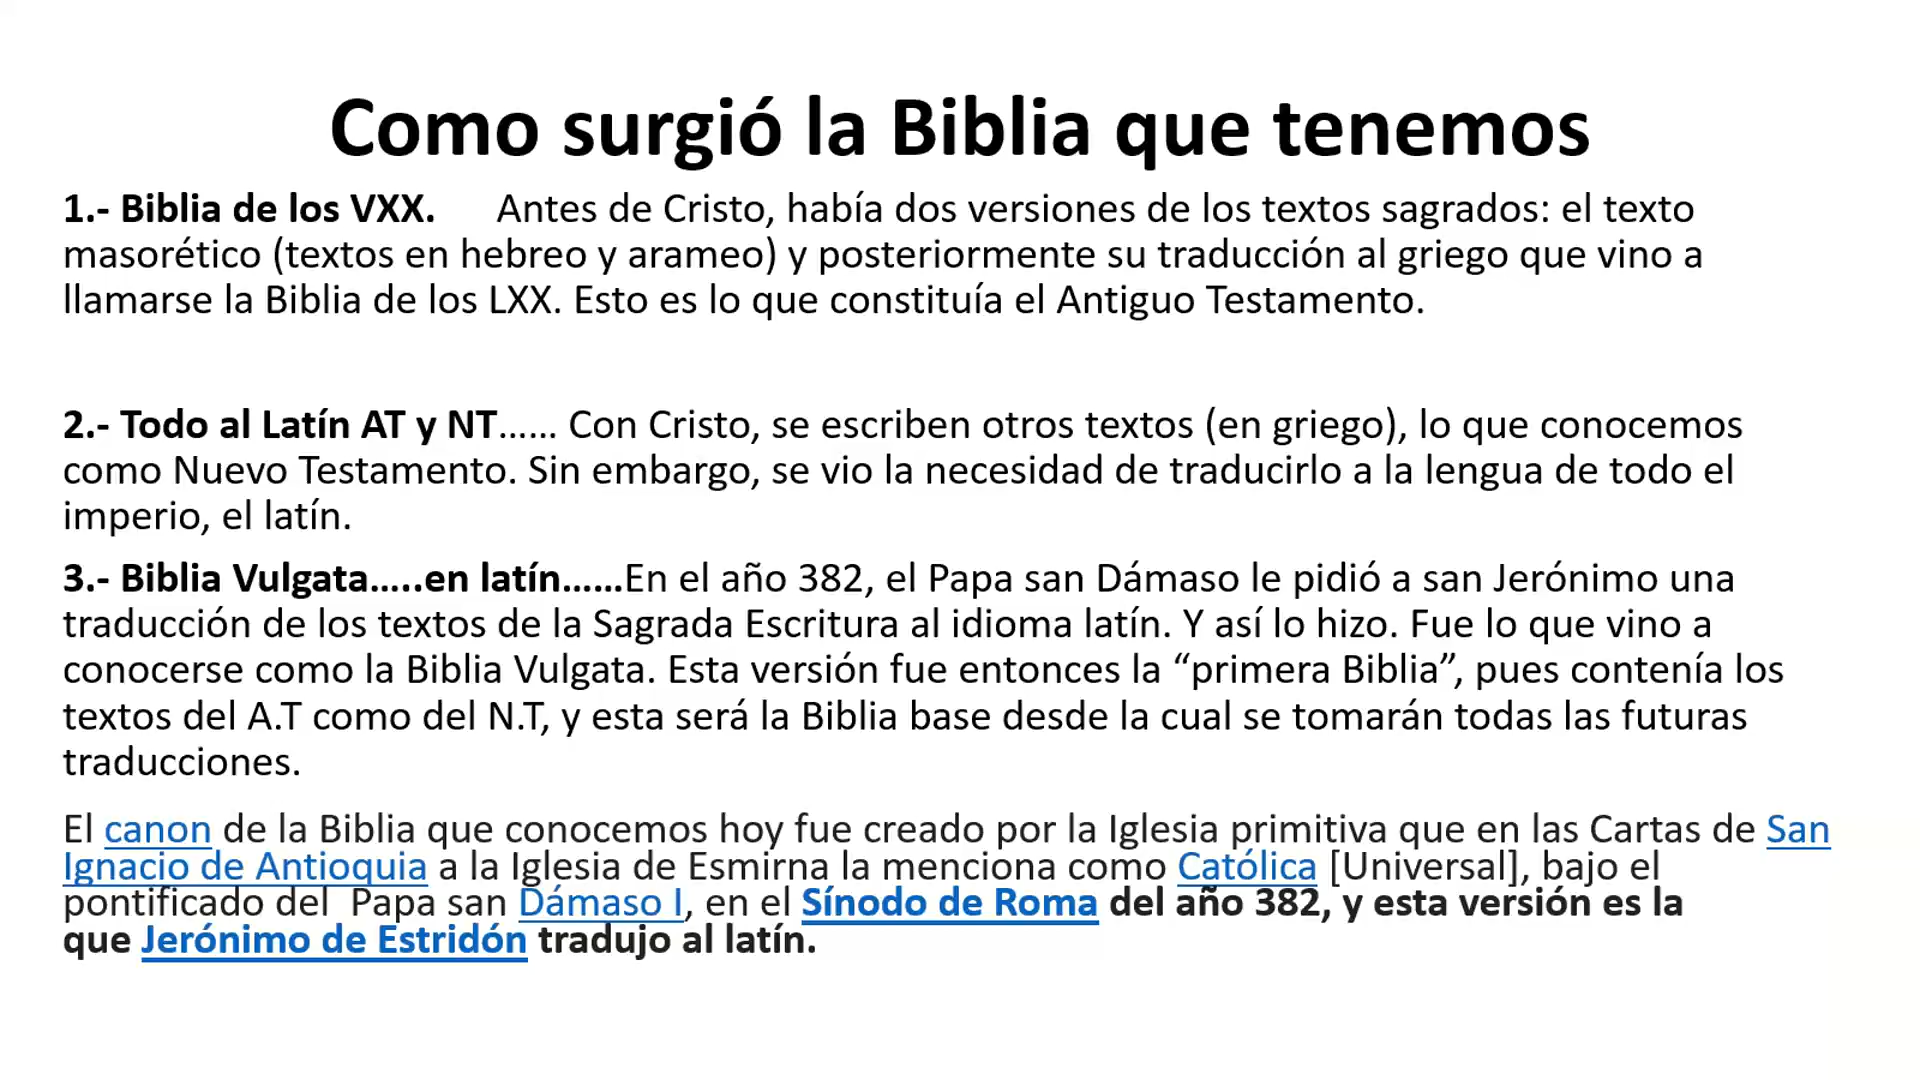 Como surgió la Biblia que tenemos
1.- Biblia de los VXX. Antes de Cristo, había dos versiones de los textos sagrados: el texto
masorético (textos en hebreo y arameo) y posteriormente su traducción al griego que vino a
llamarse la Biblia de los LXX. Esto es lo que constituía el Antiguo Testamento.
2.- Todo al Latín AT y NT...... Con Cristo, se escriben otros textos (en griego), lo que conocemos
como Nuevo Testamento. Sin embargo, se vio la necesidad de traducirlo a la lengua de todo el
imperio, el latín.
3.- Biblia Vulgata.....en latín......En el año 382, el Papa san Dámaso le pidió a san Jerónimo una
traducción de los textos de la Sagrada Escritura al idioma latín. Y así lo hizo. Fue lo que vino a
conocerse como la Biblia Vulgata. Esta versión fue entonces la “primera Biblia”, pues contenía los
textos del A.T como del N.T, y esta será la Biblia base desde la cual se tomarán todas las futuras
traducciones.
El canon de la Biblia que conocemos hoy fue creado por la Iglesia primitiva que en las Cartas de San
Ignacio de Antioquia a la Iglesia de Esmirna la menciona como Católica [Universal], bajo el
pontificado del Papa san Dámaso I, en el Sínodo de Roma del año 382, y esta versión es la
que Jerónimo de Estridón tradujo al latín.